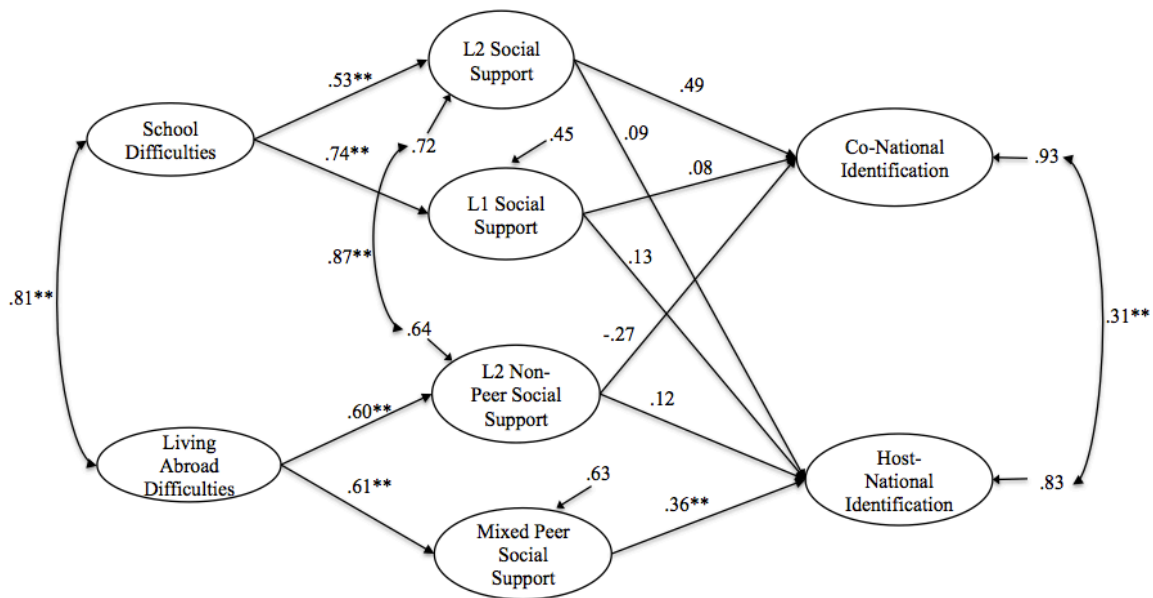 L2 Social
Support
.53**
.49
School
Difficulties
.72
.45
.09
Co-National
Identification
.93
.74**
.08
L1 Social
Support
.87**
.13
.81**
.31**
.64
-.27
L2 Non-
Peer Social
Support
.60**
.12
Living
Abroad
Difficulties
Host-
National
Identification
.83
.61**
.63
.36**
Mixed Peer
Social
Support